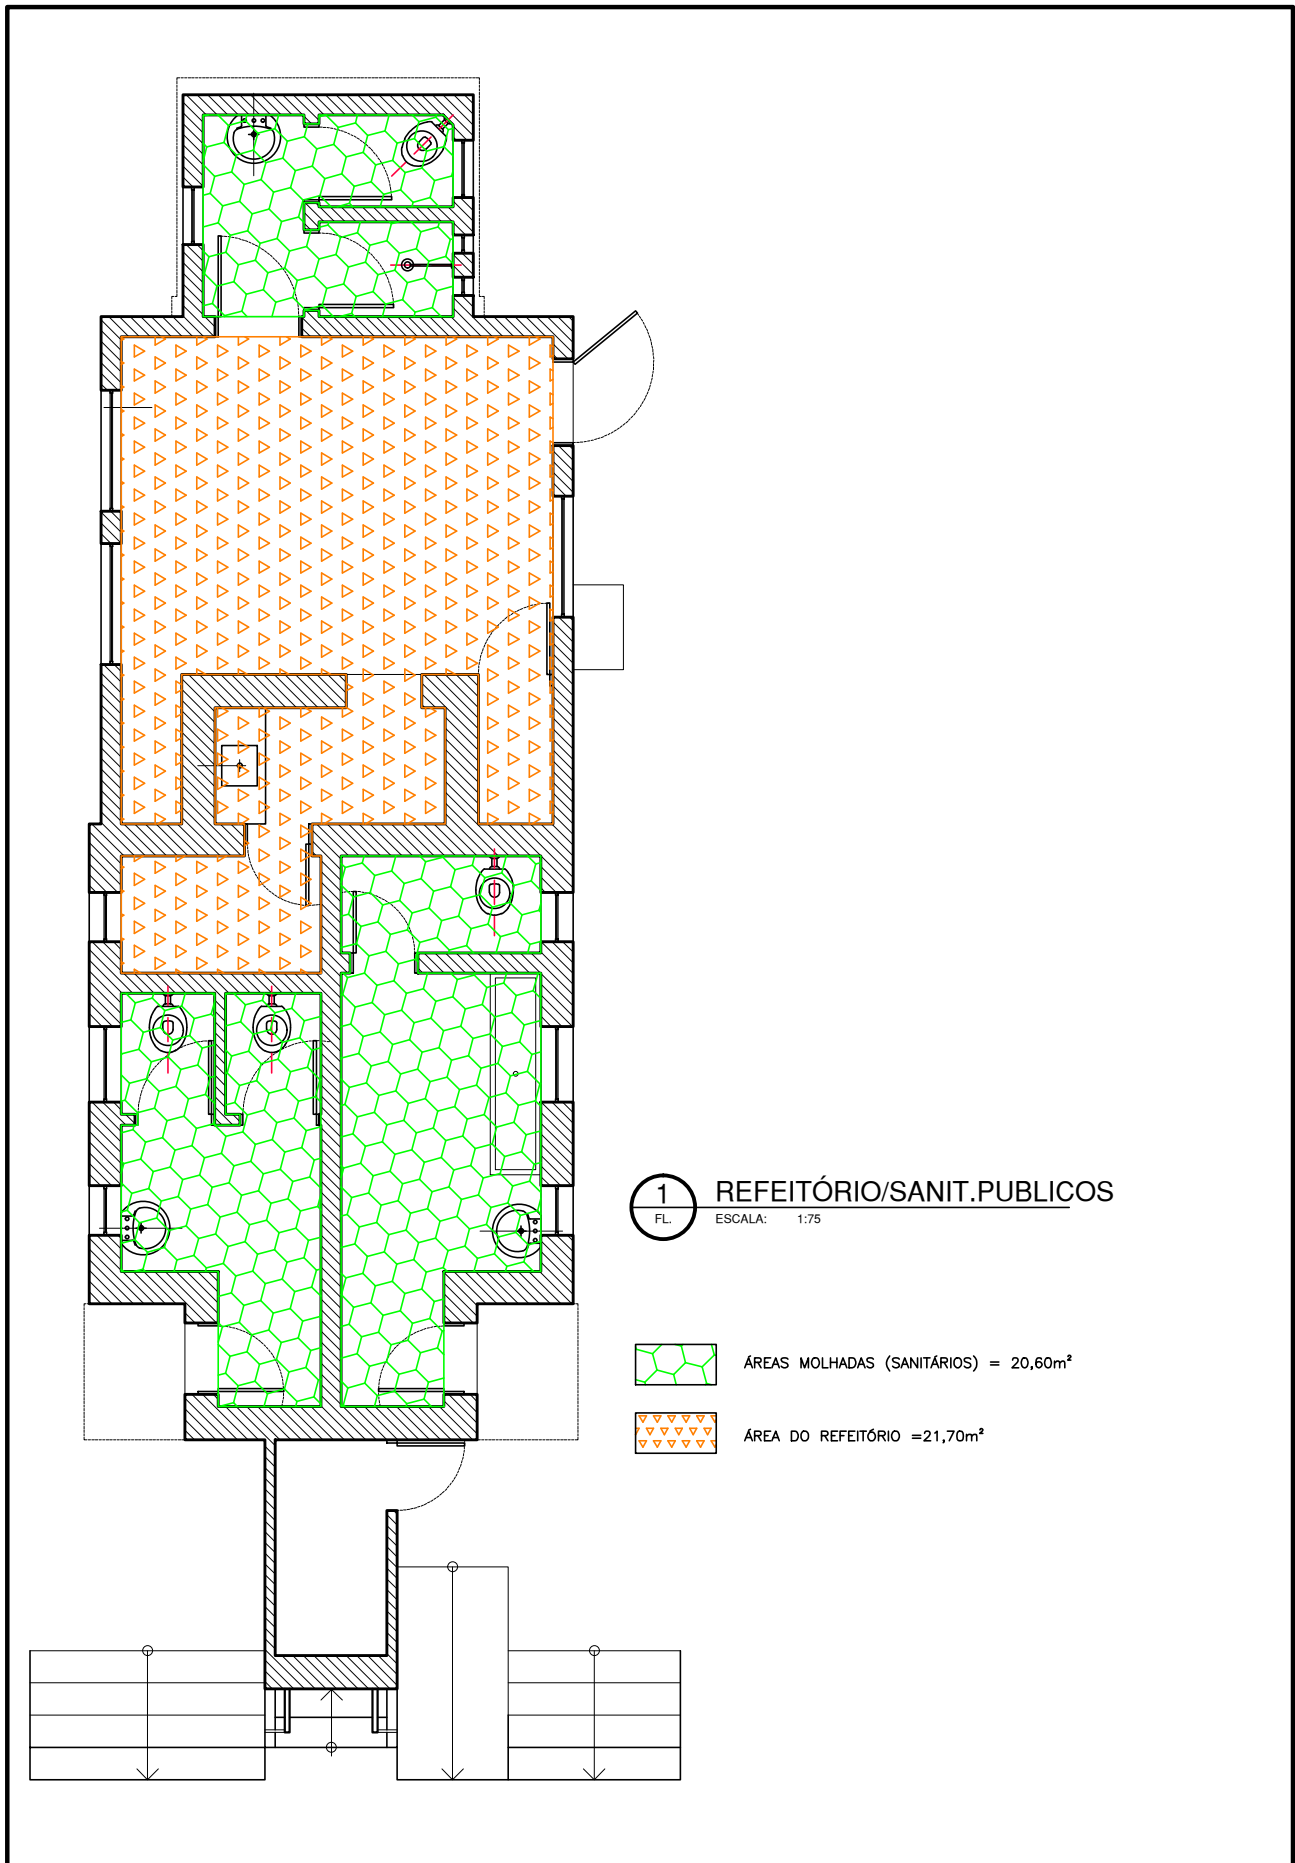 1
FL.
REFEITÓRIO/SANIT.PUBLICOS
ESCALA: 1:75
ÁREAS MOLHADAS (SANITÁRIOS) = 20,60m²
ÁREA DO REFEITÓRIO =21,70m²